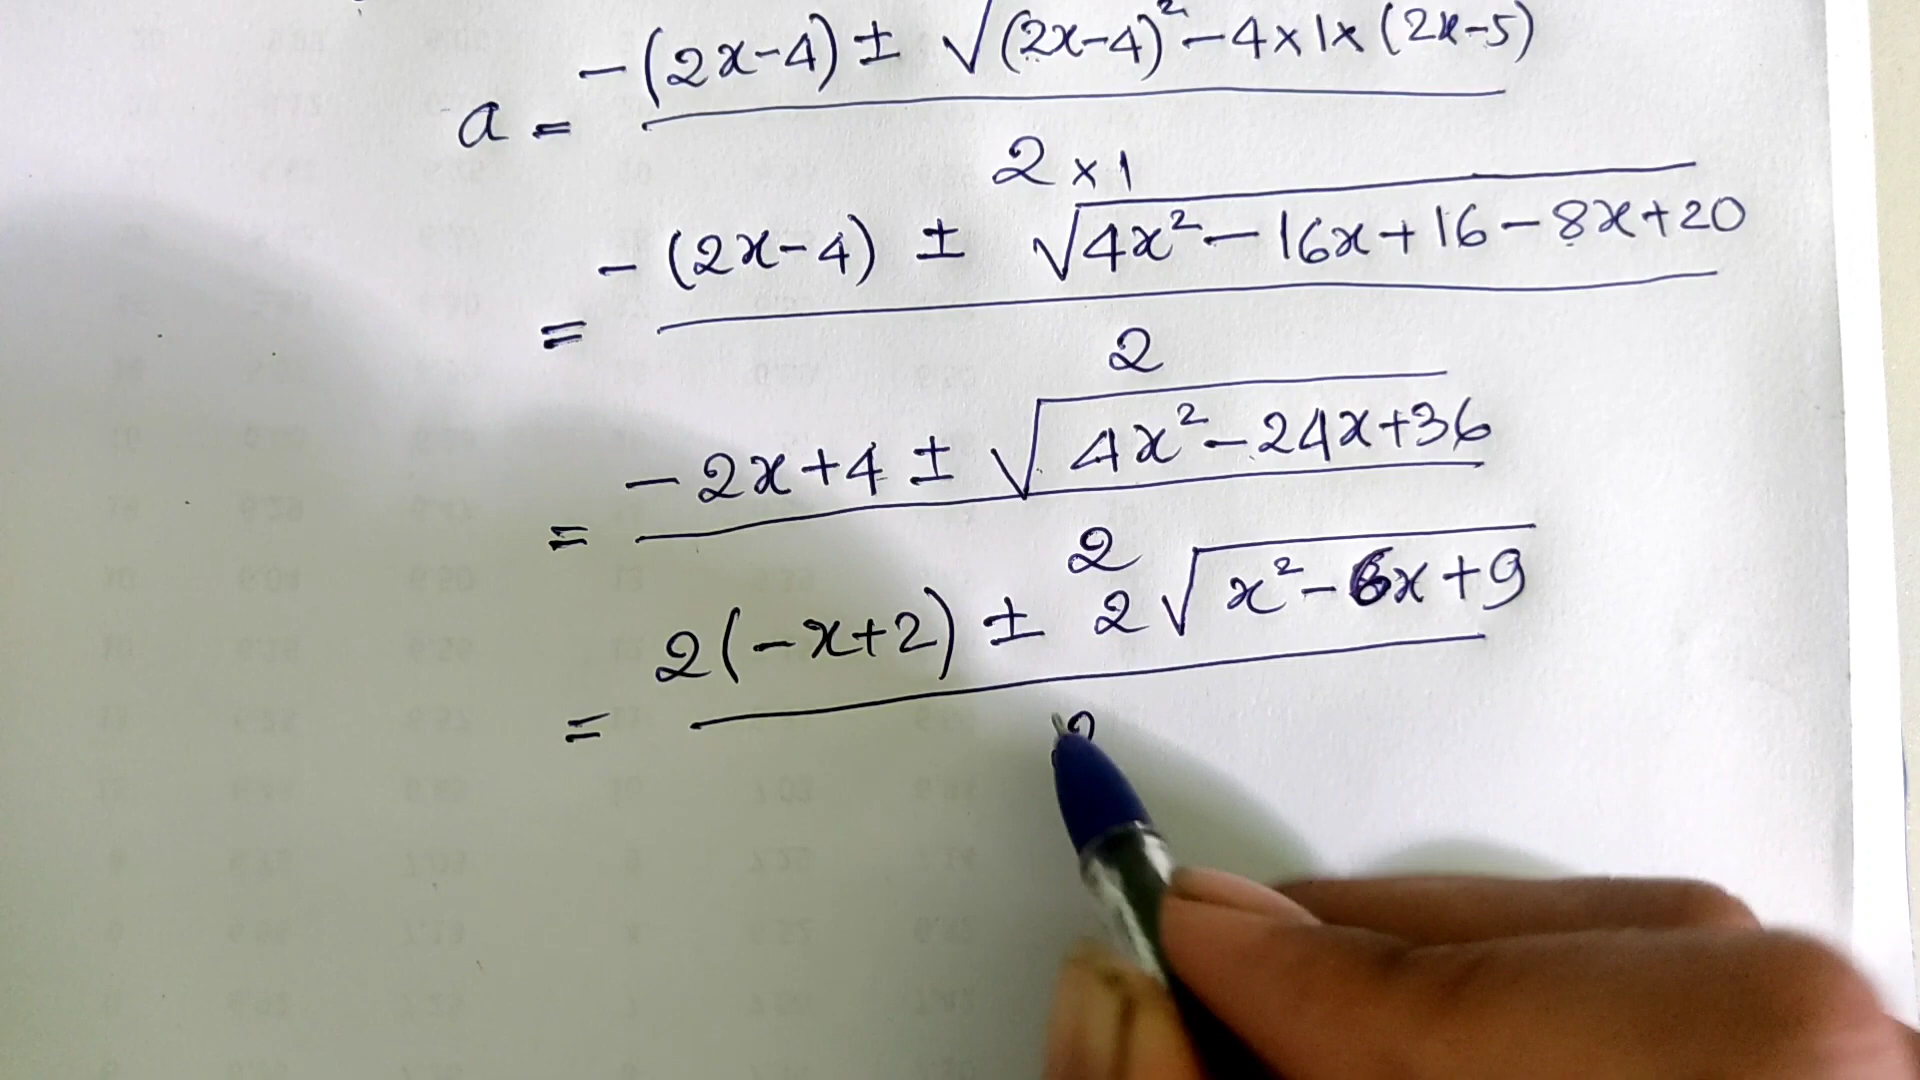 a = -(2x-4) ± √(2x-4)² - 4×1×(2x-5) / 2×1
= -(2x-4) ± √4x² - 16x + 16 - 8x + 20 / 2
= -2x+4 ± √4x² - 24x + 36 / 2
= 2(-x+2) ± 2√x² - 6x + 9 / 2